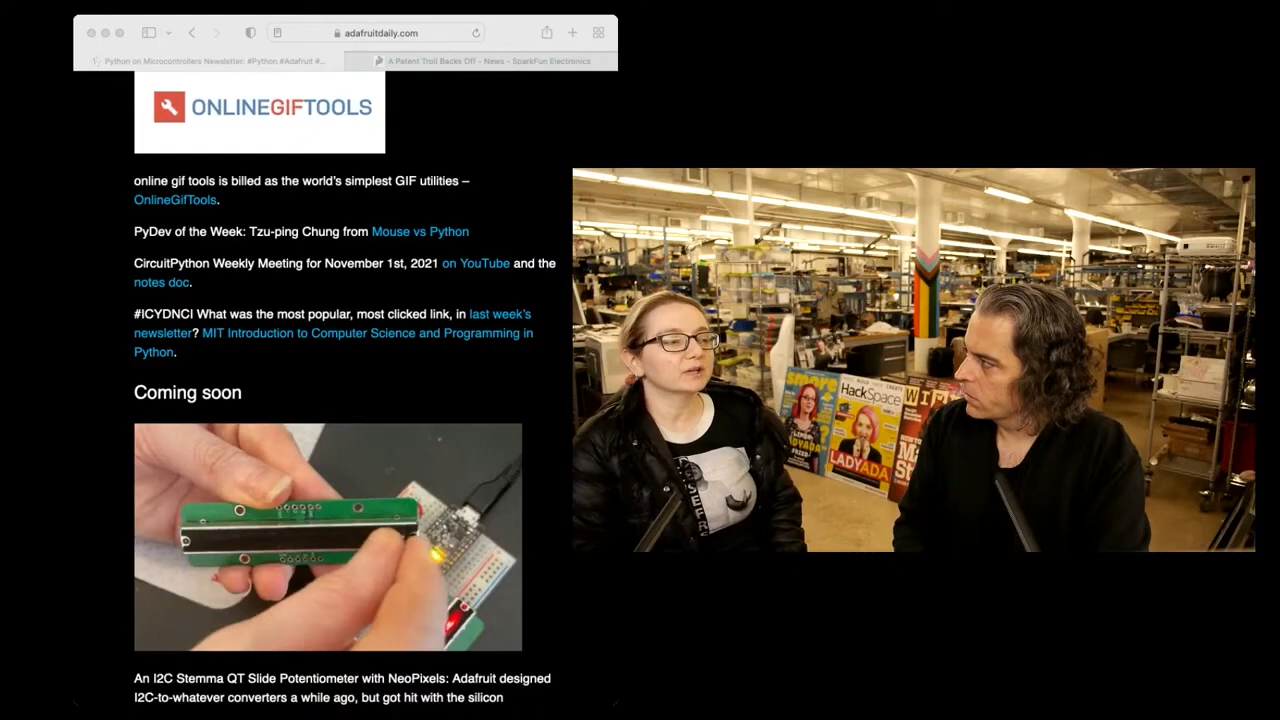 adafruitdaily.com
Python on Microcontrollers Newsletter: #Python #Adafruit #...
A Patent Troll Backs Off - News - SparkFun Electronics
ONLINEGIFTOOLS
online gif tools is billed as the world's simplest GIF utilities –
OnlineGifTools.
PyDev of the Week: Tzu-ping Chung from Mouse vs Python
CircuitPython Weekly Meeting for November 1st, 2021 on YouTube and the
notes doc.
#ICYDNCI What was the most popular, most clicked link, in last week's
newsletter? MIT Introduction to Computer Science and Programming in
Python.
Coming soon
An I2C Stemma QT Slide Potentiometer with NeoPixels: Adafruit designed
I2C-to-whatever converters a while ago, but got hit with the silicon
smore
HackSpace
LADYADA
WI